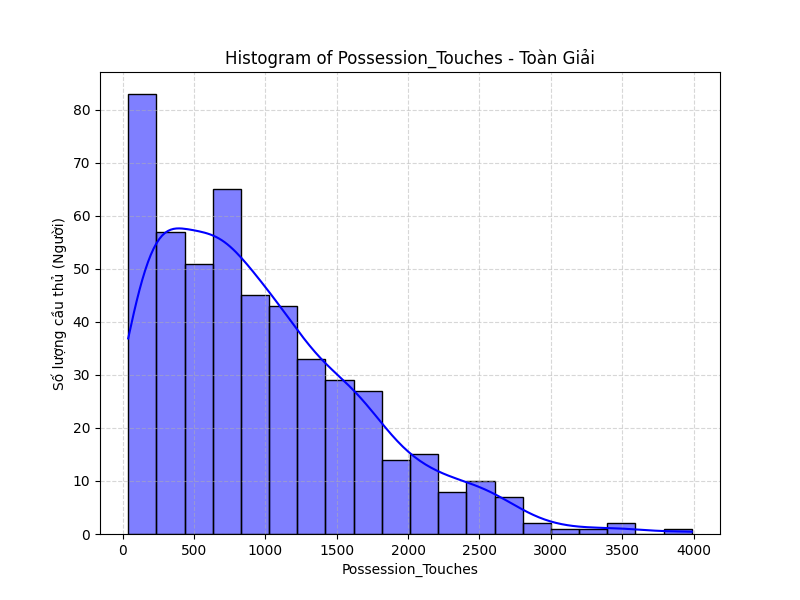 Histogram of Possession_Touches - Toàn Giải
Số lượng cầu thủ (Người)
80
70
60
50
40
30
20
10
0
0 500 1000 1500 2000 2500 3000 3500 4000
Possession_Touches